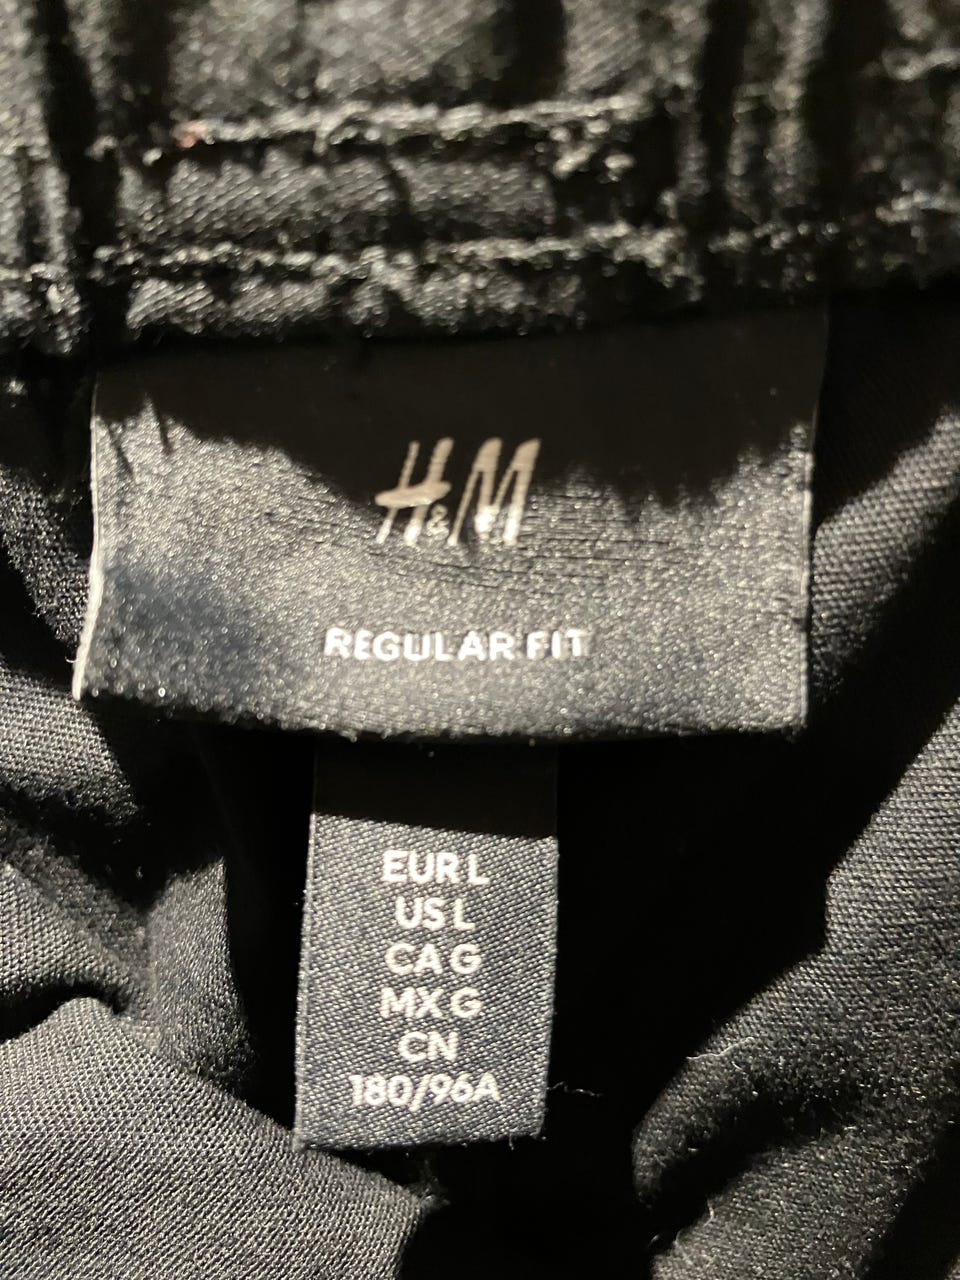 H&M
REGULAR FIT
EUR L
US L
CA G
MX G
CN
180/96A